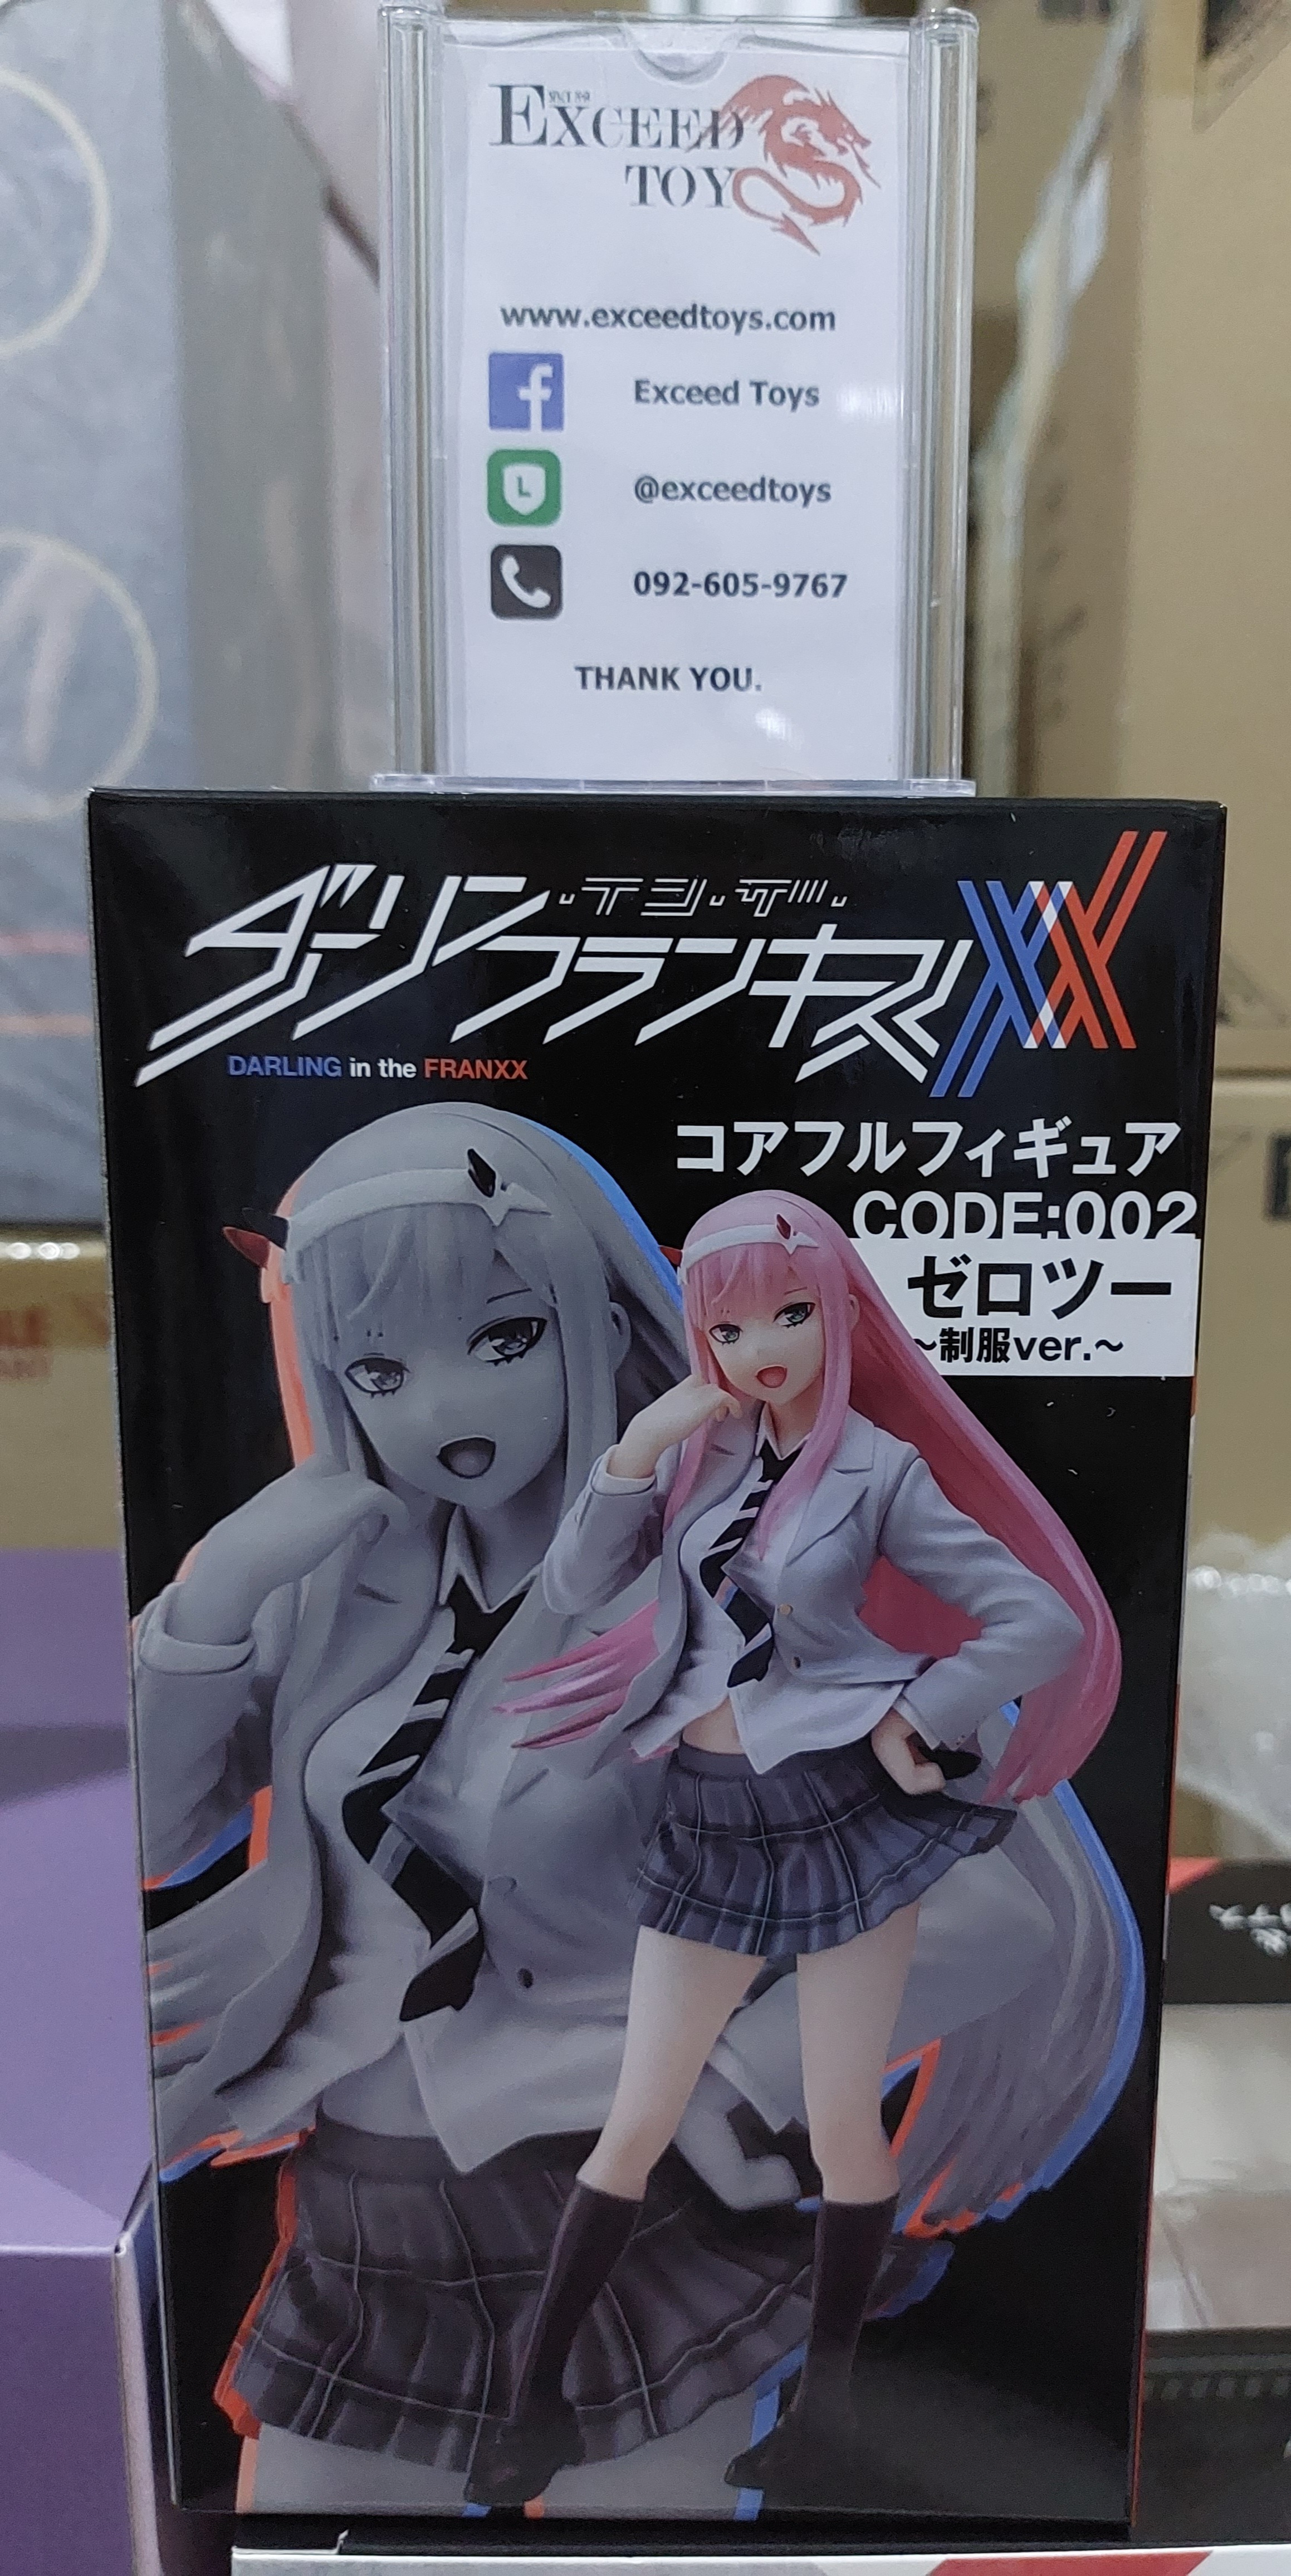 EXCEED
TOY
www.exceedtoys.com
Exceed Toys
L
@exceedtoys
092-605-9767
THANK YOU.
ダーリン・イン・ザ・
フランキス
DARLING in the FRANXX
コアフルフィギュア
CODE:002
ゼロツー
~制服ver.~